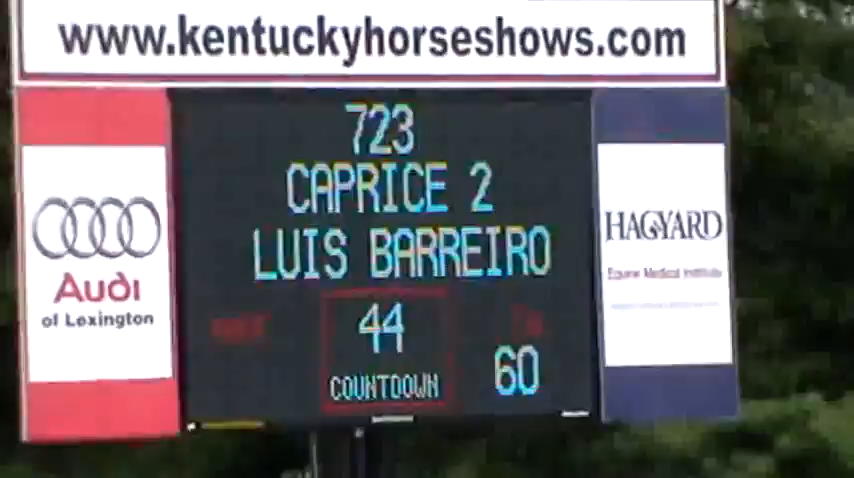 www.kentuckyhorseshows.com
723
CAPRICE 2
LUIS BARREIRO
44
COUNTDOWN
60
Audi
of Lexington
HAGYARD
Equine Medical Institute